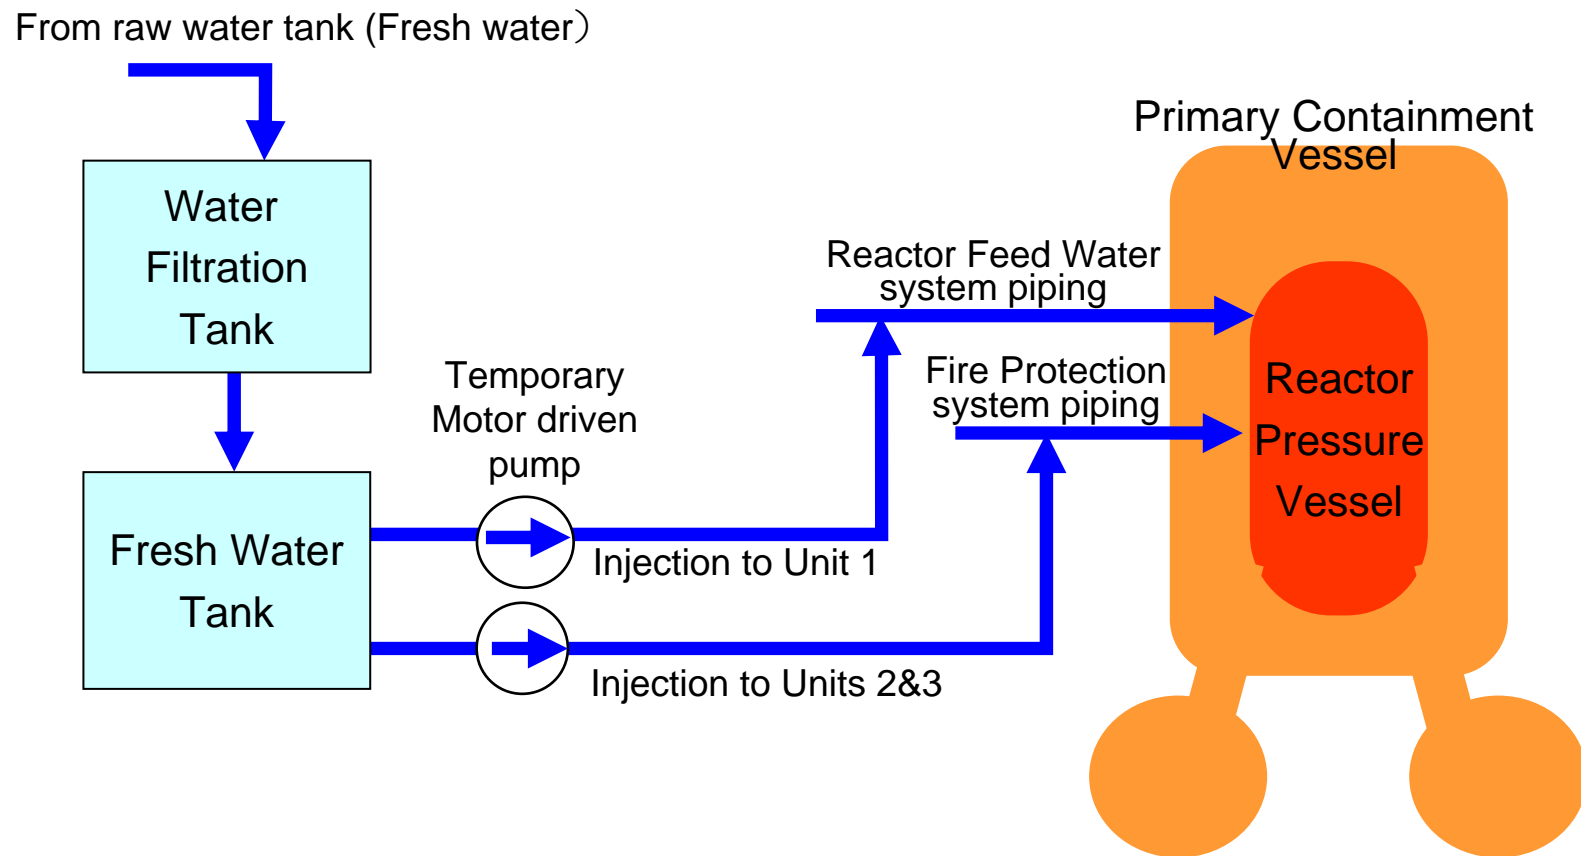 From raw water tank (Fresh water）
Primary Containment
Vessel
Water
Filtration
Tank
Reactor Feed Water
system piping
Temporary
Motor driven
pump
Fire Protection
system piping
Reactor
Pressure
Vessel
Fresh Water
Tank
Injection to Unit 1
Injection to Units 2&3